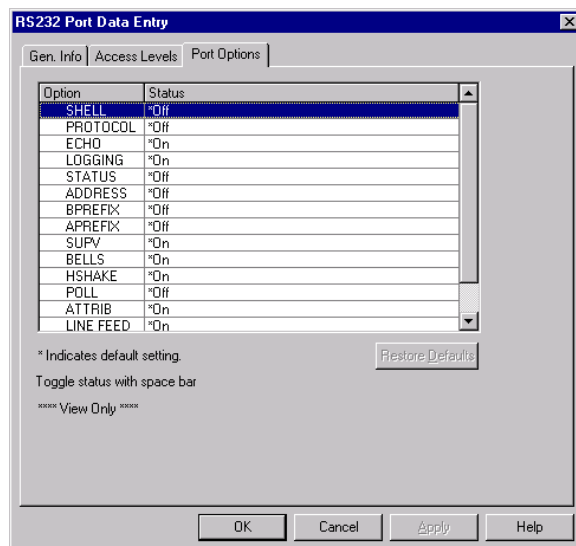 RS232 Port Data Entry
Gen. Info Access Levels Port Options
Option Status
SHELL *Off
PROTOCOL *Off
ECHO *On
LOGGING *On
STATUS *Off
ADDRESS *Off
BPREFIX *Off
APREFIX *Off
SUPV *On
BELLS *On
HSHAKE *On
POLL *Off
ATTRIB *On
LINE FEED *On
* Indicates default setting. Restore Defaults
Toggle status with space bar
**** View Only ****
OK Cancel Apply Help